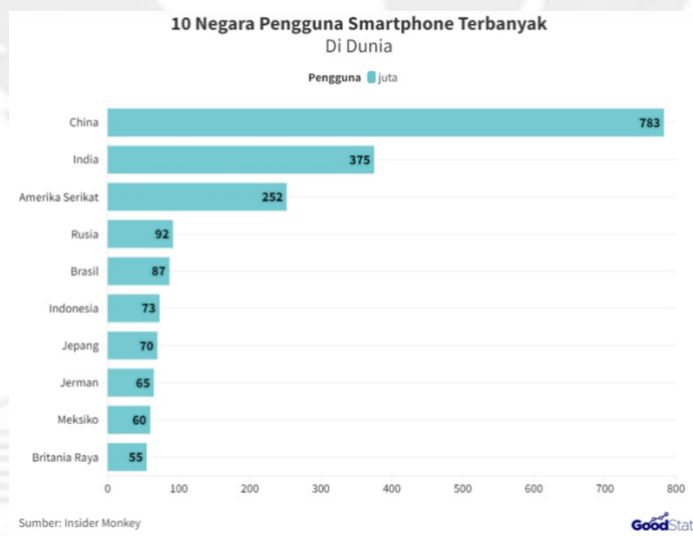 10 Negara Pengguna Smartphone Terbanyak
Di Dunia
Pengguna juta
China 783
India 375
Amerika Serikat 252
Rusia 92
Brasil 87
Indonesia 73
Jepang 70
Jerman 65
Meksiko 60
Britania Raya 55
0 100 200 300 400 500 600 700 800
Sumber: Insider Monkey
GoodStat